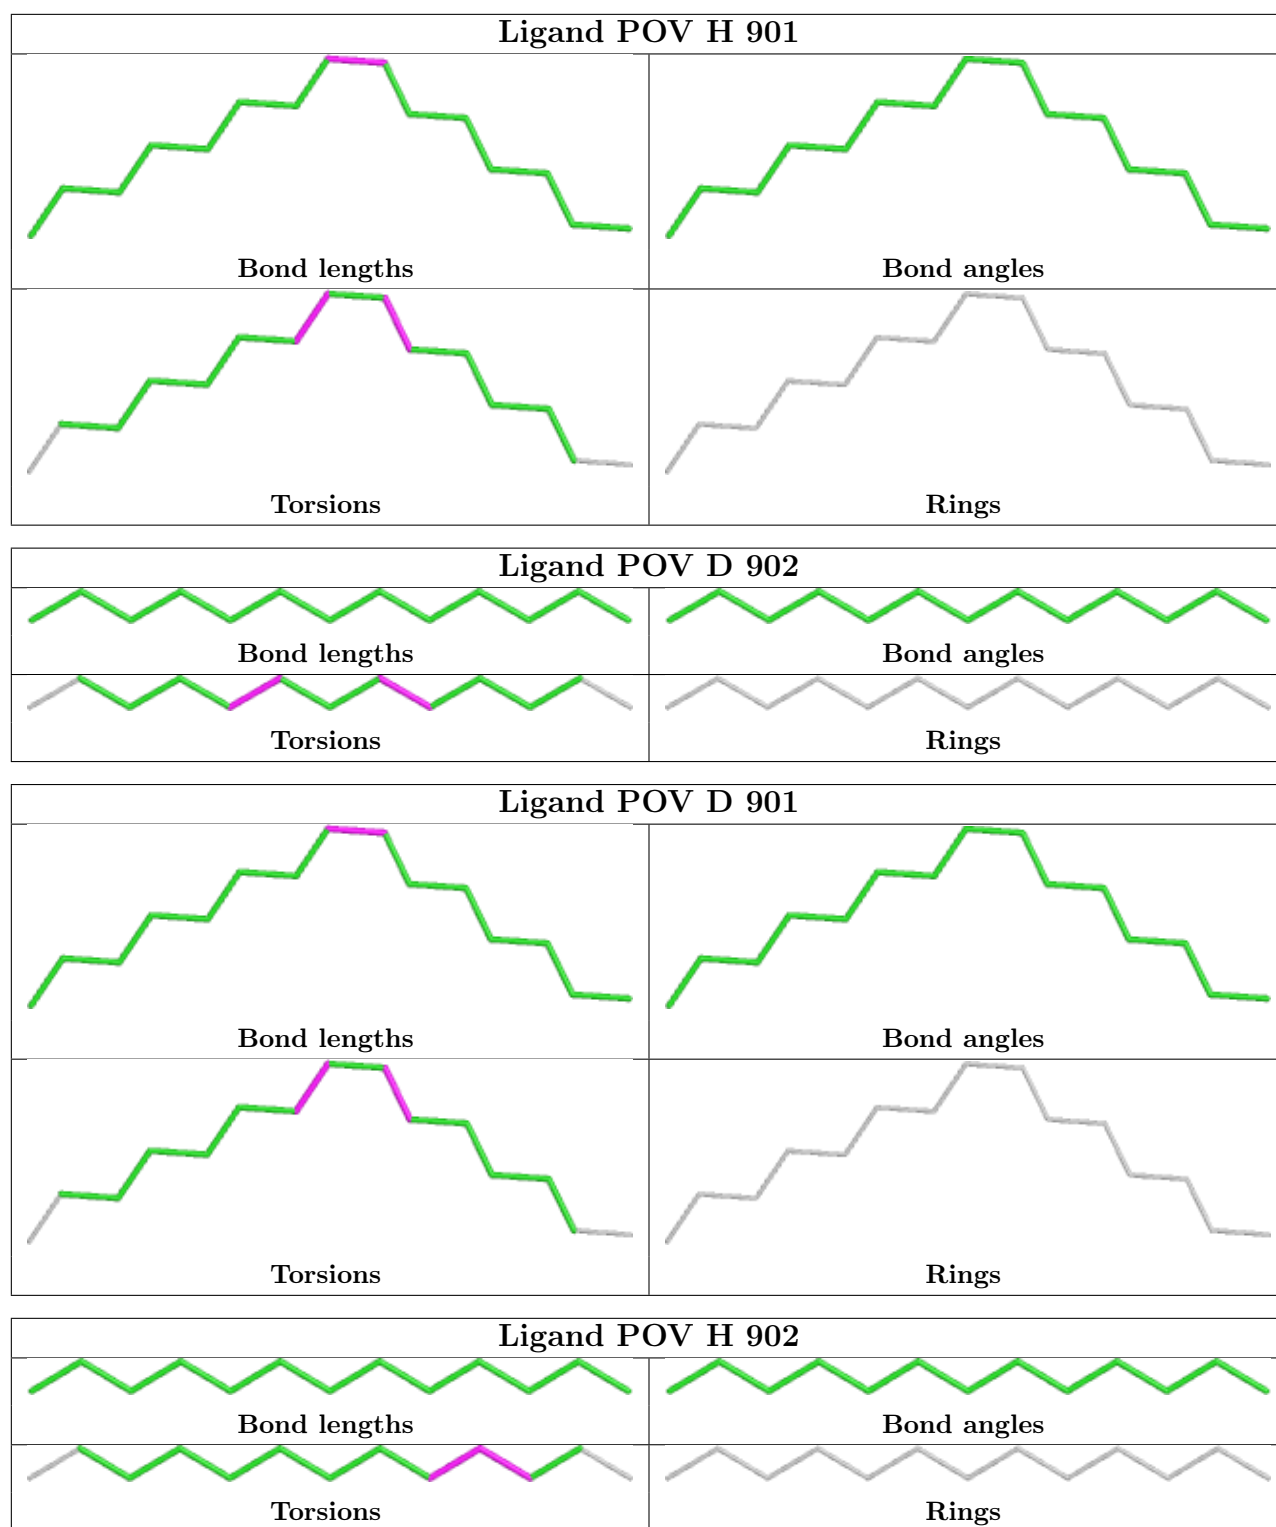 Ligand POV H 901
Bond lengths
Bond angles
Torsions
Rings
Ligand POV D 902
Bond lengths
Bond angles
Torsions
Rings
Ligand POV D 901
Bond lengths
Bond angles
Torsions
Rings
Ligand POV H 902
Bond lengths
Bond angles
Torsions
Rings